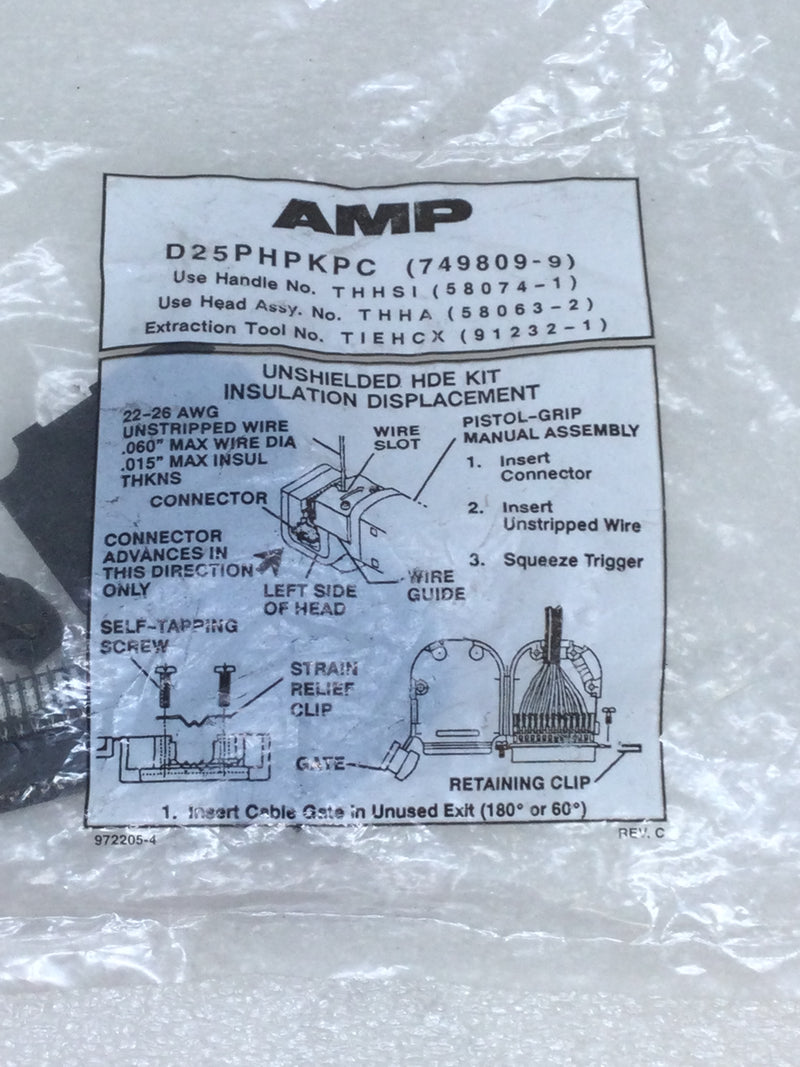 AMP
D25PHPKPC (749809-9)
Use Handle No. THHSI (58074-1)
Use Head Assy. No. THHA (58063-2)
Extraction Tool No. TIEHCX (91232-1)
UNSHIELDED HDE KIT
INSULATION DISPLACEMENT
22-26 AWG
UNSTRIPPED WIRE
.060" MAX WIRE DIA
.015" MAX INSUL
THKNS
WIRE
SLOT
PISTOL-GRIP
MANUAL ASSEMBLY
1. Insert
Connector
2. Insert
Unstripped Wire
3. Squeeze Trigger
CONNECTOR
CONNECTOR
ADVANCES IN
THIS DIRECTION
ONLY
LEFT SIDE
OF HEAD
WIRE
GUIDE
SELF-TAPPING
SCREW
STRAIN
RELIEF
CLIP
GATE
RETAINING CLIP
1. Insert Cable Gate in Unused Exit (180° or 60°)
972205-4
REV. C